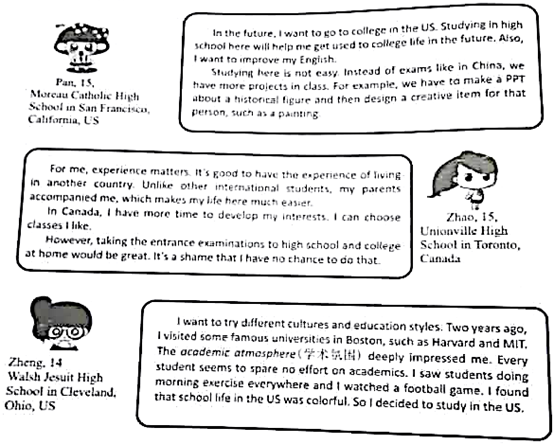 In the future, I want to go to college in the US. Studying in high
school here will help me get used to college life in the future. Also,
I want to improve my English.
Studying here is not easy. Instead of exams like in China, we
have more projects in class. For example, we have to make a PPT
about a historical figure and then design a creative item for that
person, such as a painting.
Pan, 15,
Moreau Catholic High
School in San Francisco,
California, US
For me, experience matters. It's good to have the experience of living
in another country. Unlike other international students, my parents
accompanied me, which makes my life here much easier.
In Canada, I have more time to develop my interests. I can choose
classes I like.
However, taking the entrance examinations to high school and college
at home would be great. It's a shame that I have no chance to do that.
Zhao, 15,
Unionville High
School in Toronto,
Canada
I want to try different cultures and education styles. Two years ago,
I visited some famous universities in Boston, such as Harvard and MIT.
The academic atmosphere(学术氛围) deeply impressed me. Every
student seems to spare no effort on academics. I saw students doing
morning exercise everywhere and I watched a football game. I found
that school life in the US was colorful. So I decided to study in the US.
Zheng, 14
Walsh Jesuit High
School in Cleveland,
Ohio, US